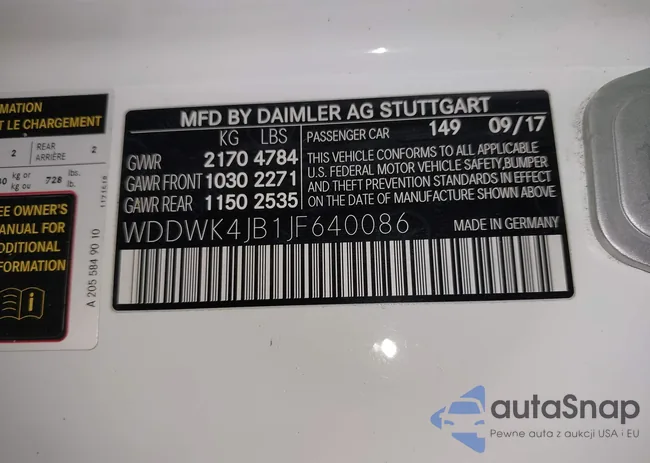 MATION
T LE CHARGEMENT
2 REAR ARRIÈRE 2
kg or kg ou 728 lbs. lb.
EE OWNER'S
MANUAL FOR
DDITIONAL
FORMATION
A 205 584 90 10
MFD BY DAIMLER AG STUTTGART
KG LBS
GVWR 2170 4784
GAWR FRONT 1030 2271
GAWR REAR 1150 2535
PASSENGER CAR 149 09/17
THIS VEHICLE CONFORMS TO ALL APPLICABLE
U.S. FEDERAL MOTOR VEHICLE SAFETY, BUMPER
AND THEFT PREVENTION STANDARDS IN EFFECT
ON THE DATE OF MANUFACTURE SHOWN ABOVE
WDDWK4JB1JF640086 MADE IN GERMANY
autaSnap
Pewne auta z aukcji USA i EU